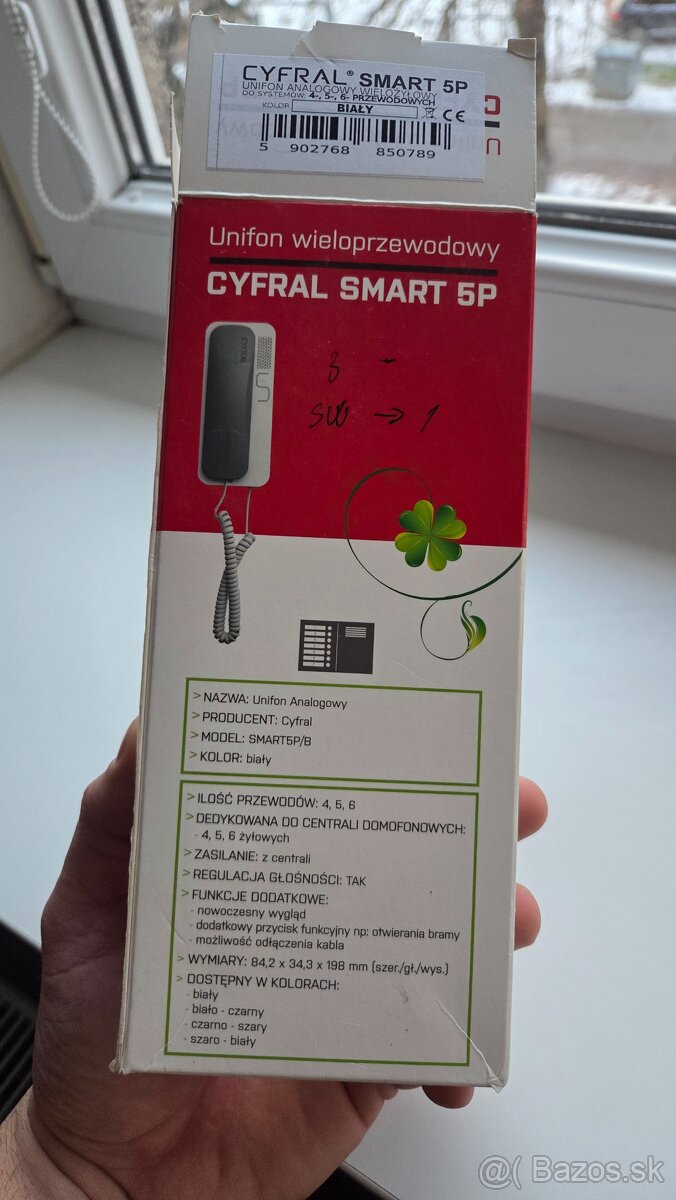 CYFRAL® SMART 5P
UNIFON ANALOGOWY WIELOŻYŁOWY
DO SYSTEMÓW: 4-, 5-, 6- PRZEWODOWYCH
KOLOR BIAŁY
CE
5 902768 850789
Unifon wieloprzewodowy
CYFRAL SMART 5P
CYFRAL
3 -
→ 1
> NAZWA: Unifon Analogowy
> PRODUCENT: Cyfral
> MODEL: SMART5P/B
> KOLOR: biały
> ILOŚĆ PRZEWODÓW: 4, 5, 6
> DEDYKOWANA DO CENTRALI DOMOFONOWYCH:
- 4, 5, 6 żyłowych
> ZASILANIE: z centrali
> REGULACJA GŁOŚNOŚCI: TAK
> FUNKCJE DODATKOWE:
- nowoczesny wygląd
- dodatkowy przycisk funkcyjny np: otwierania bramy
- możliwość odłączenia kabla
> WYMIARY: 84,2 x 34,3 x 198 mm (szer./gł./wys.)
> DOSTĘPNY W KOLORACH:
- biały
- biało - czarny
- czarno - szary
- szaro - biały
@( Bazos.sk